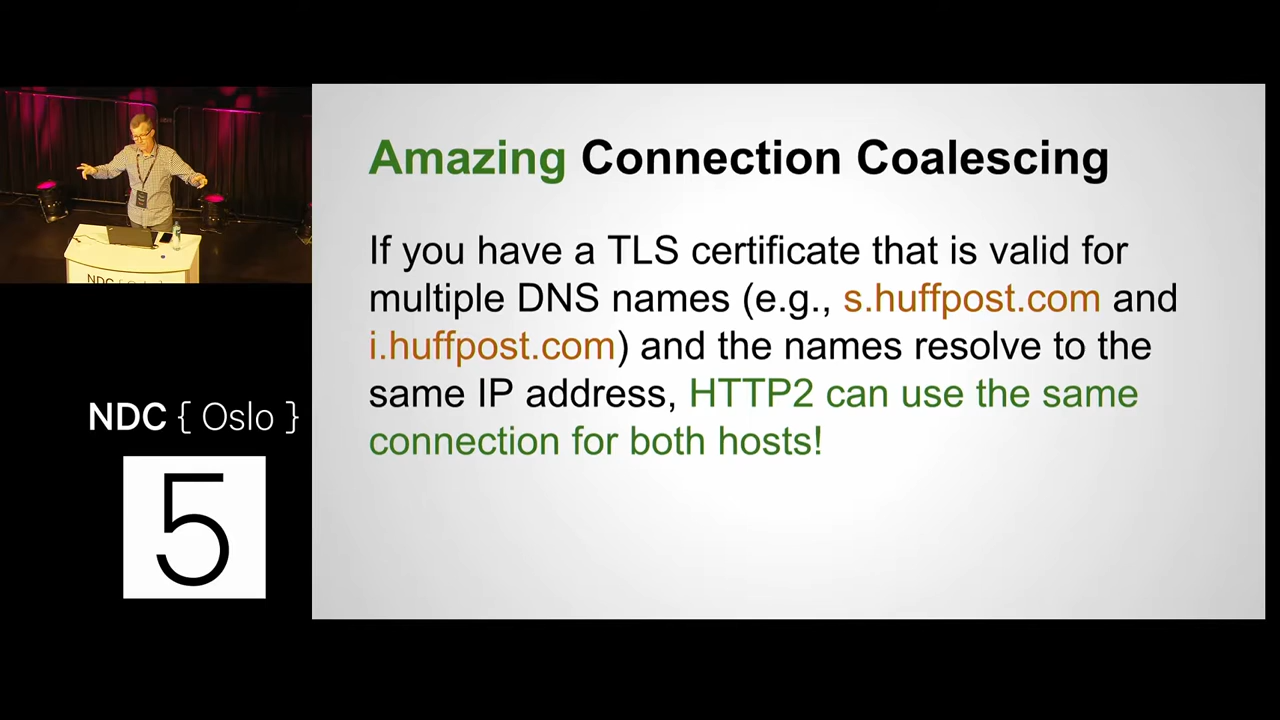 Amazing Connection Coalescing
If you have a TLS certificate that is valid for
multiple DNS names (e.g., s.huffpost.com and
i.huffpost.com) and the names resolve to the
same IP address, HTTP2 can use the same
connection for both hosts!
NDC { Oslo }
NDC { Oslo }
5